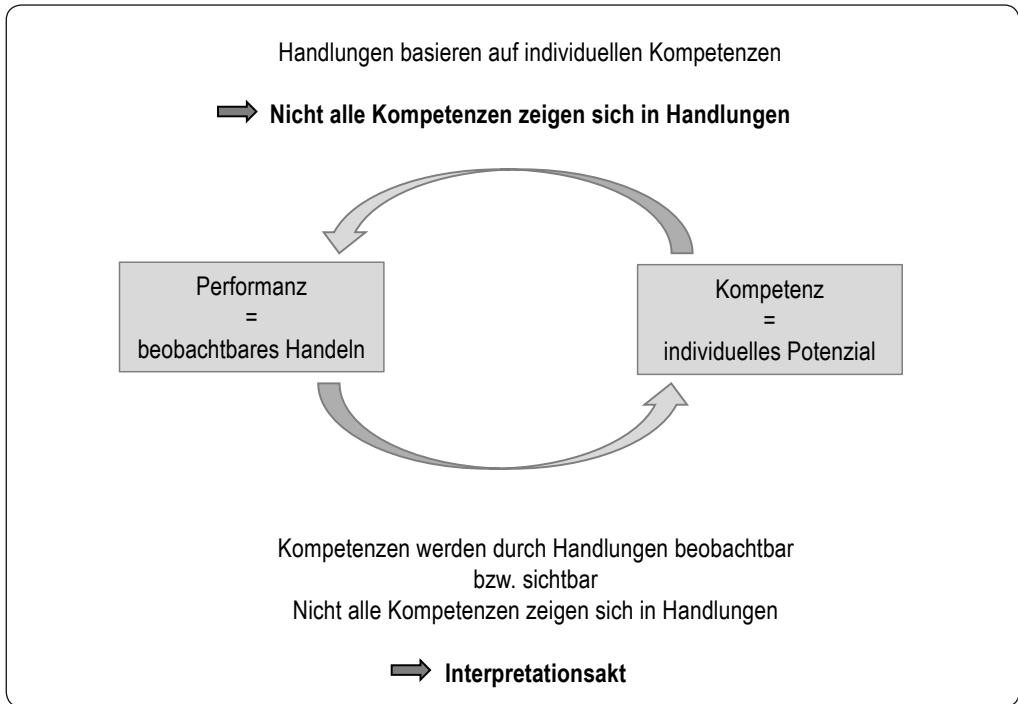 Handlungen basieren auf individuellen Kompetenzen
Nicht alle Kompetenzen zeigen sich in Handlungen
Performanz
=
beobachtbares Handeln
Kompetenz
=
individuelles Potenzial
Kompetenzen werden durch Handlungen beobachtbar
bzw. sichtbar
Nicht alle Kompetenzen zeigen sich in Handlungen
Interpretationsakt